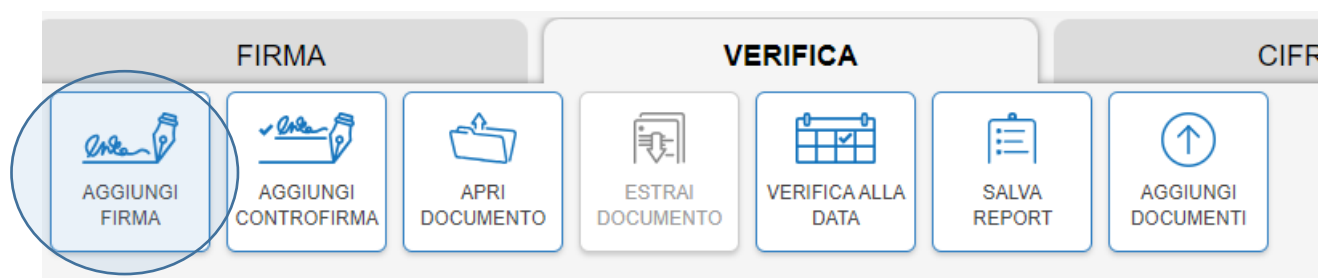 FIRMA
VERIFICA
CIFR
AGGIUNGI
FIRMA
AGGIUNGI
CONTROFIRMA
APRI
DOCUMENTO
ESTRAI
DOCUMENTO
VERIFICA ALLA
DATA
SALVA
REPORT
AGGIUNGI
DOCUMENTI